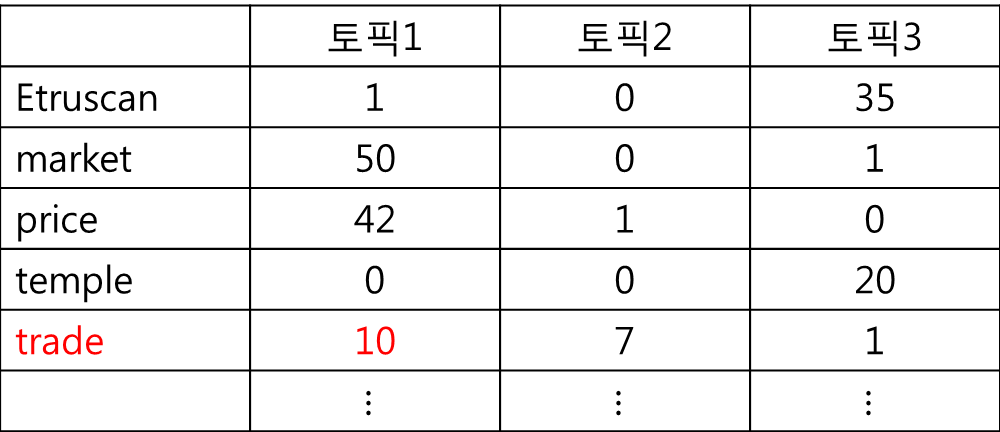 토픽1 토픽2 토픽3
Etruscan 1 0 35
market 50 0 1
price 42 1 0
temple 0 0 20
trade 10 7 1
⋮ ⋮ ⋮